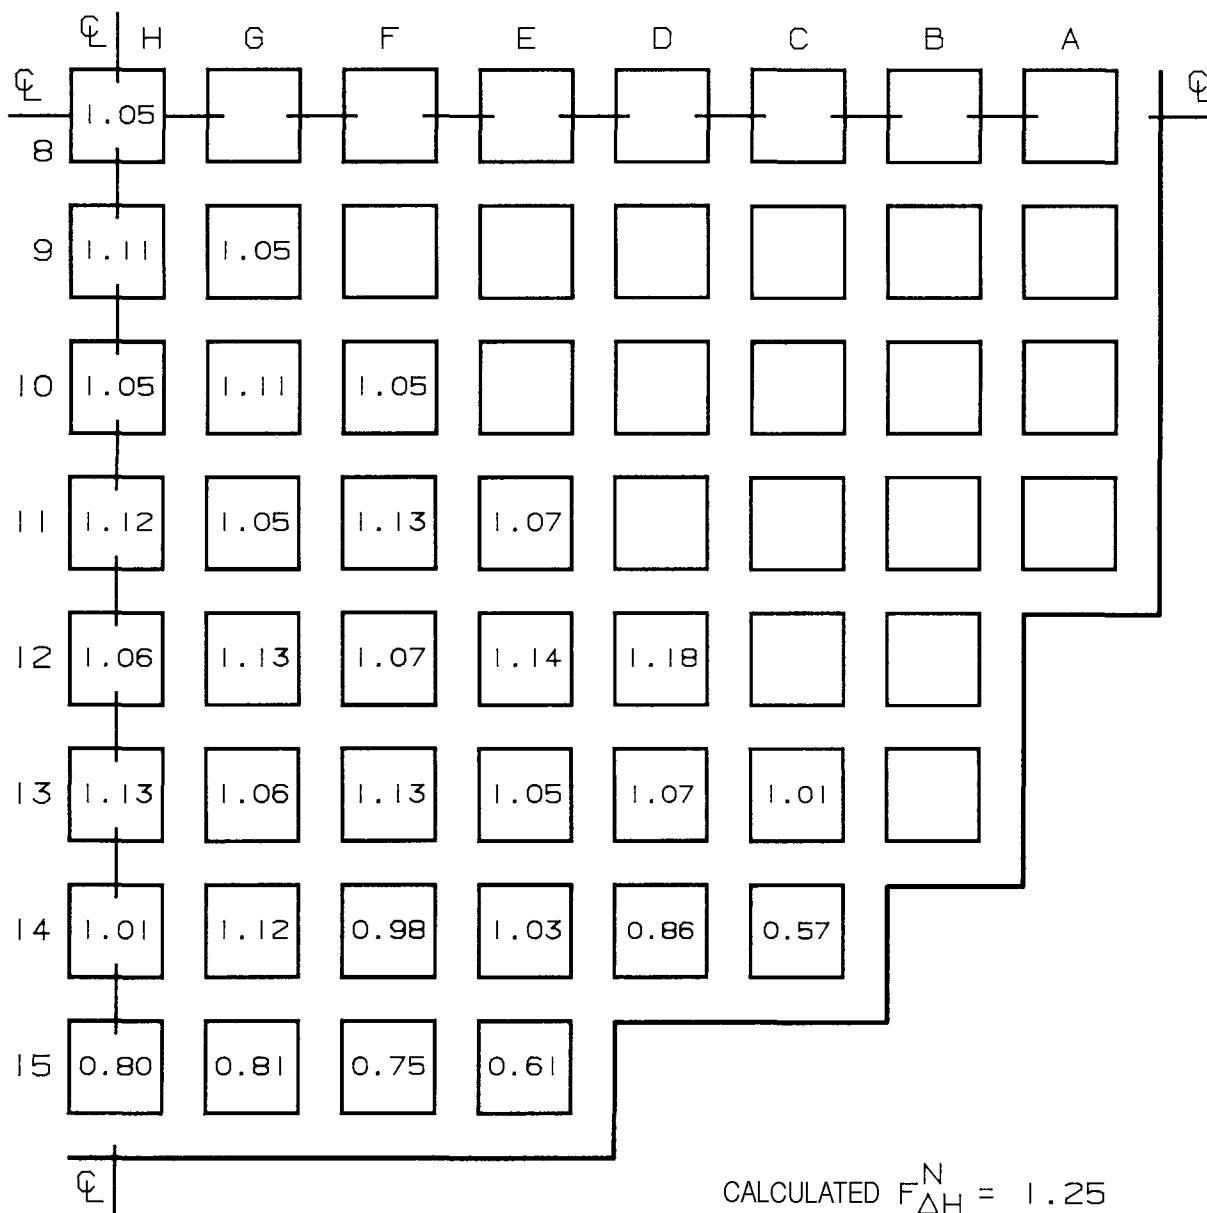 ℄ H G F E D C B A
℄ ℄
8 1.05
9 1.11 1.05
10 1.05 1.11 1.05
11 1.12 1.05 1.13 1.07
12 1.06 1.13 1.07 1.14 1.18
13 1.13 1.06 1.13 1.05 1.07 1.01
14 1.01 1.12 0.98 1.03 0.86 0.57
15 0.80 0.81 0.75 0.61
℄
CALCULATED F^N_ΔH = 1.25